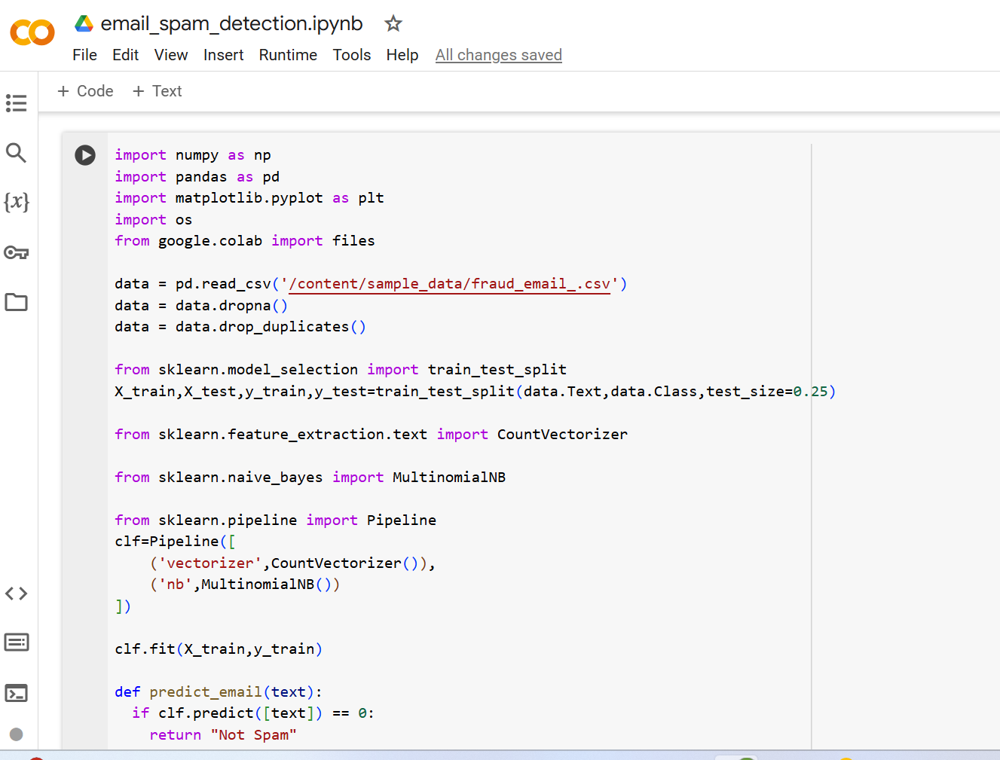 email_spam_detection.ipynb
File Edit View Insert Runtime Tools Help All changes saved
+ Code + Text
import numpy as np
import pandas as pd
import matplotlib.pyplot as plt
import os
from google.colab import files
data = pd.read_csv('/content/sample_data/fraud_email_.csv')
data = data.dropna()
data = data.drop_duplicates()
from sklearn.model_selection import train_test_split
X_train,X_test,y_train,y_test=train_test_split(data.Text,data.Class,test_size=0.25)
from sklearn.feature_extraction.text import CountVectorizer
from sklearn.naive_bayes import MultinomialNB
from sklearn.pipeline import Pipeline
clf=Pipeline([
    ('vectorizer',CountVectorizer()),
    ('nb',MultinomialNB())
])
clf.fit(X_train,y_train)
def predict_email(text):
  if clf.predict([text]) == 0:
    return "Not Spam"